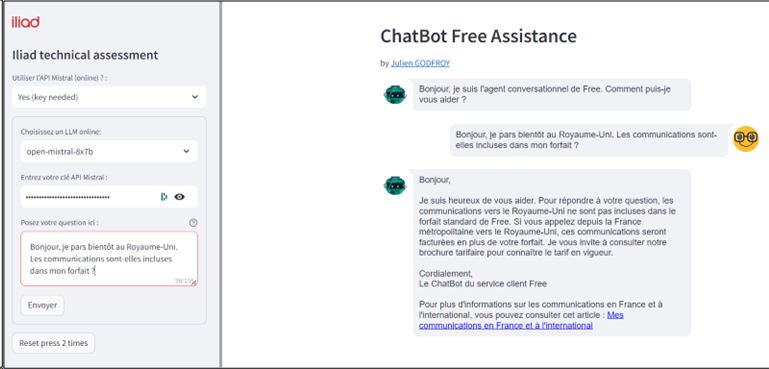 iliad
Iliad technical assessment
Utiliser l'API Mistral (online) ? :
Yes (key needed)
Choisissez un LLM online:
open-mixtral-8x7b
Entrez votre clé API Mistral :
••••••••••••••••••••••••••••••••
Posez votre question ici :
Bonjour, je pars bientôt au Royaume-Uni.
Les communications sont-elles incluses
dans mon forfait ?
98/150
Envoyer
Reset press 2 times
ChatBot Free Assistance
by Julien GODFROY
Bonjour, je suis l'agent conversationnel de Free. Comment puis-je
vous aider ?
Bonjour, je pars bientôt au Royaume-Uni. Les communications sont-
elles incluses dans mon forfait ?
Bonjour,
Je suis heureux de vous aider. Pour répondre à votre question, les
communications vers le Royaume-Uni ne sont pas incluses dans le
forfait standard de Free. Si vous appelez depuis la France
métropolitaine vers le Royaume-Uni, ces communications seront
facturées en plus de votre forfait. Je vous invite à consulter notre
brochure tarifaire pour connaître le tarif en vigueur.
Cordialement,
Le ChatBot du service client Free
Pour plus d'informations sur les communications en France et à
l'international, vous pouvez consulter cet article : Mes
communications en France et à l'international